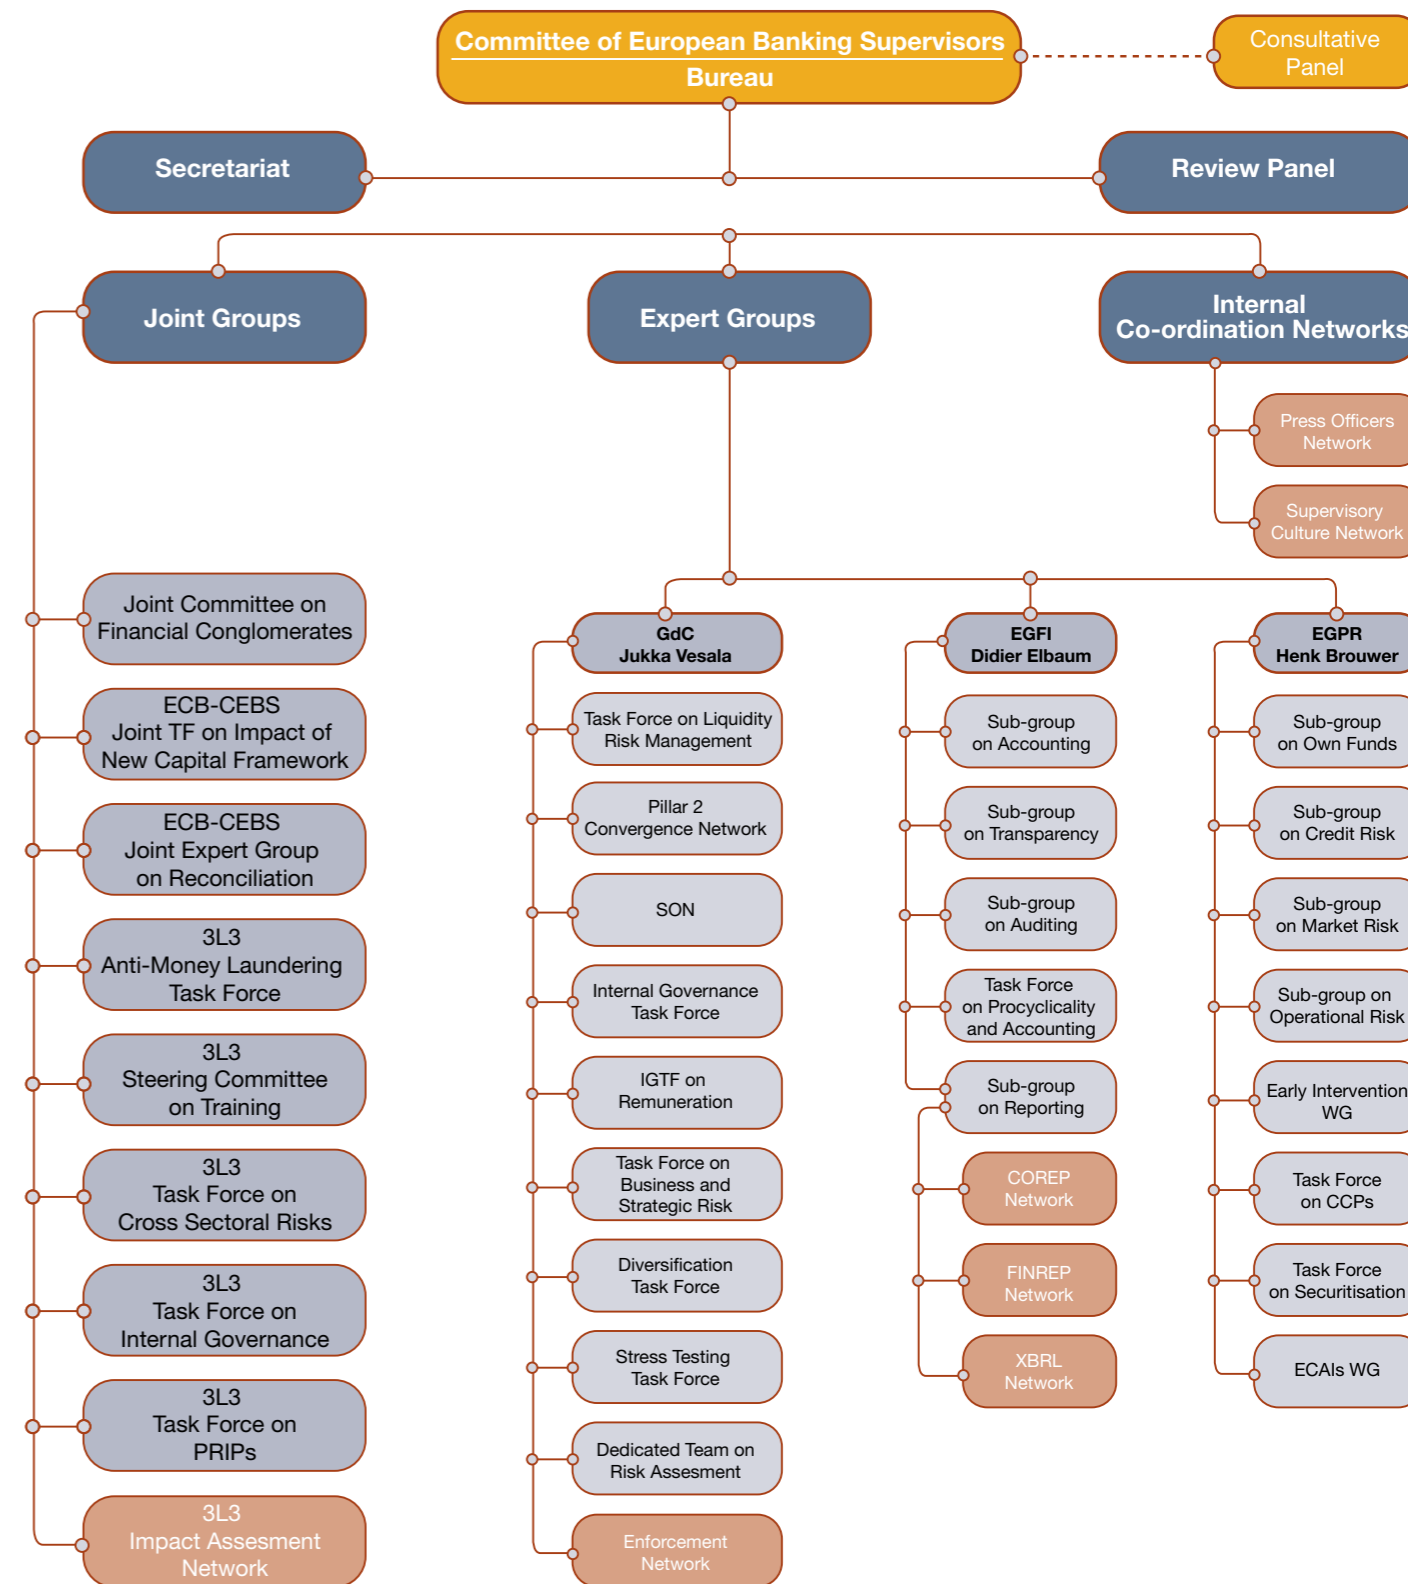 Committee of European Banking Supervisors
Bureau
Consultative
Panel
Secretariat
Review Panel
Joint Groups
Expert Groups
Internal
Co-ordination Networks
Press Officers
Network
Supervisory
Culture Network
Joint Committee on
Financial Conglomerates
ECB-CEBS
Joint TF on Impact of
New Capital Framework
ECB-CEBS
Joint Expert Group
on Reconciliation
3L3
Anti-Money Laundering
Task Force
3L3
Steering Committee
on Training
3L3
Task Force on
Cross Sectoral Risks
3L3
Task Force on
Internal Governance
3L3
Task Force on
PRIPs
3L3
Impact Assesment
Network
GdC
Jukka Vesala
Task Force on Liquidity
Risk Management
Pillar 2
Convergence Network
SON
Internal Governance
Task Force
IGTF on
Remuneration
Task Force on
Business and
Strategic Risk
Diversification
Task Force
Stress Testing
Task Force
Dedicated Team on
Risk Assesment
Enforcement
Network
EGFI
Didier Elbaum
Sub-group
on Accounting
Sub-group
on Transparency
Sub-group
on Auditing
Task Force
on Procyclicality
and Accounting
Sub-group
on Reporting
COREP
Network
FINREP
Network
XBRL
Network
EGPR
Henk Brouwer
Sub-group
on Own Funds
Sub-group
on Credit Risk
Sub-group
on Market Risk
Sub-group on
Operational Risk
Early Intervention
WG
Task Force
on CCPs
Task Force
on Securitisation
ECAIs WG